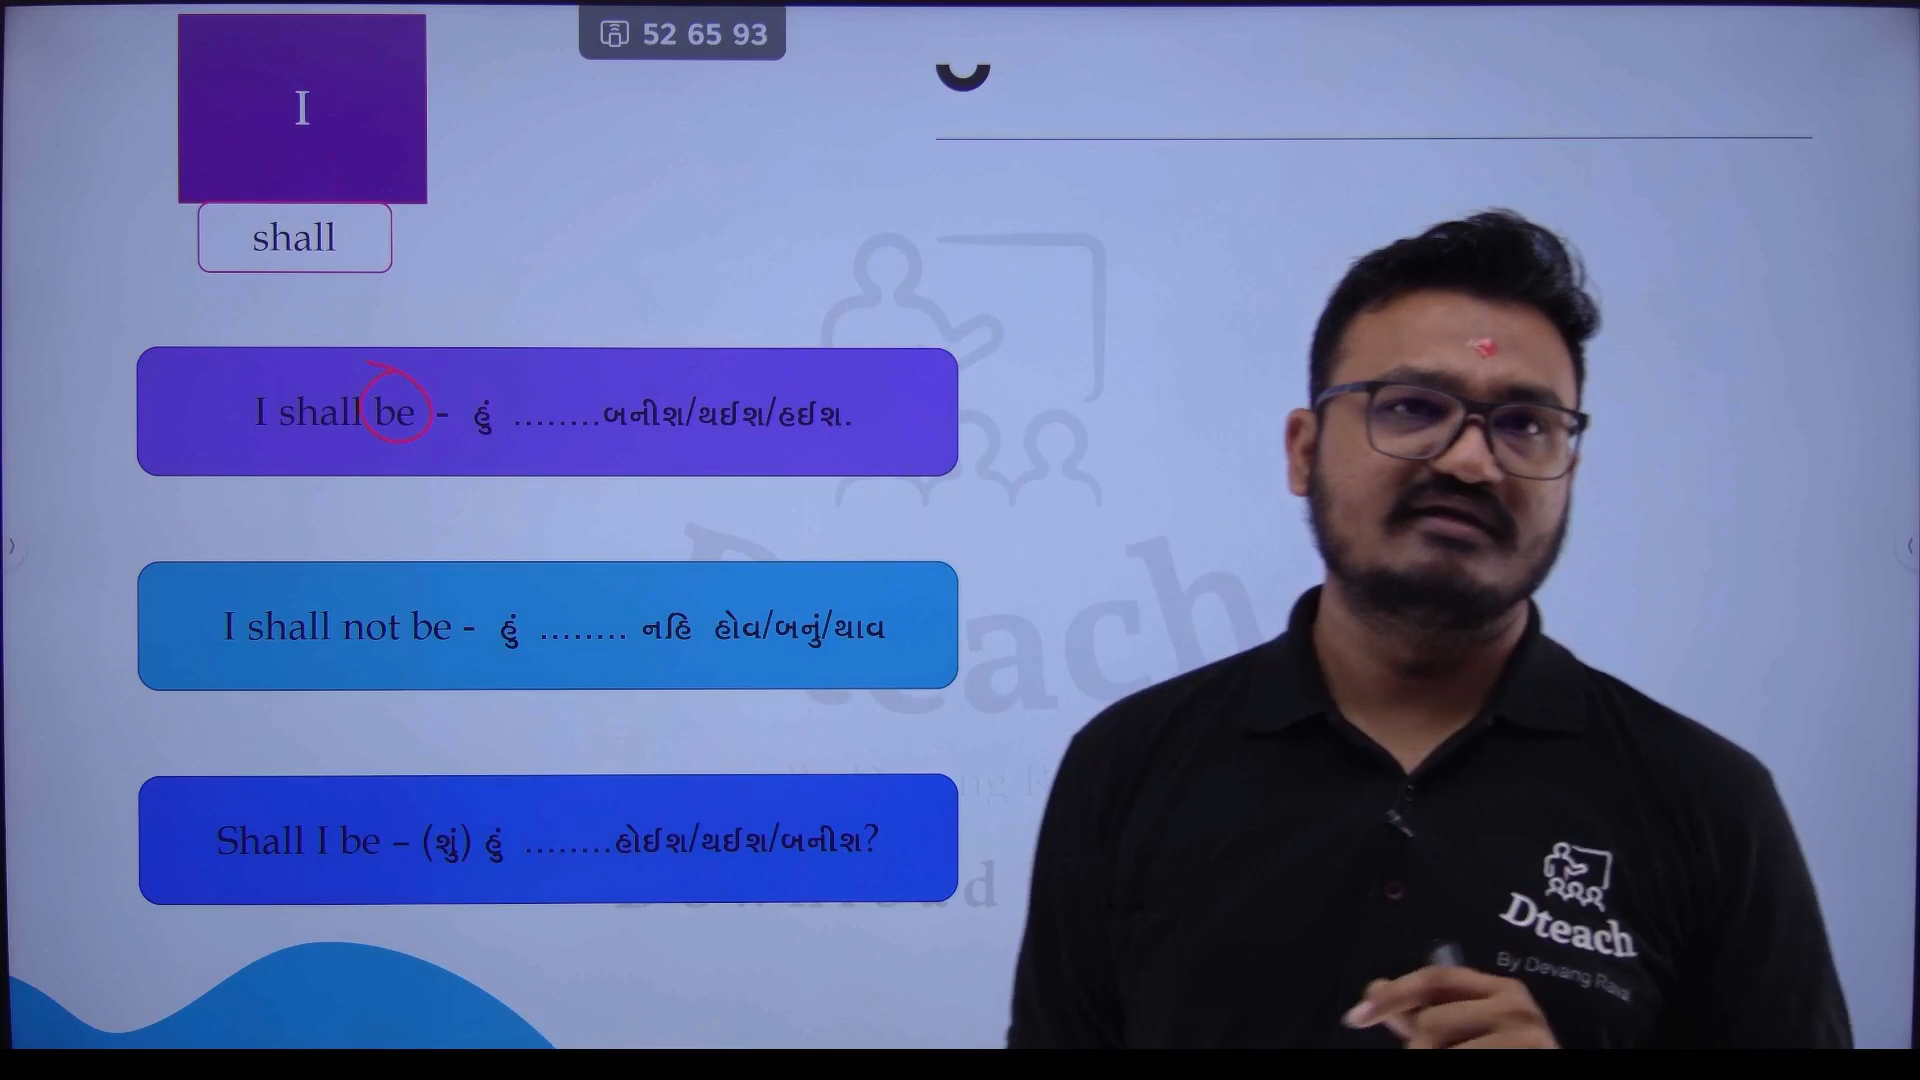 52 65 93
I
shall
I shall be - હું ........બનીશ/થઈશ/હઈશ.
I shall not be - હું ........ નહિ હોવ/બનું/થાવ
Shall I be – (શું) હું ........હોઈશ/થઈશ/બનીશ?
Dteach
By Devang Raval